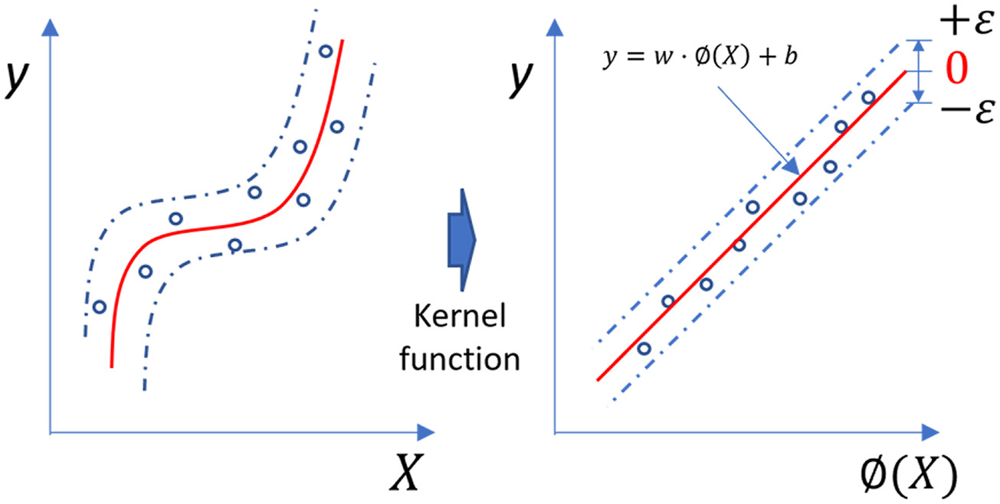 y
X
Kernel
function
y
y = w · ∅(X) + b
+ε
0
−ε
∅(X)